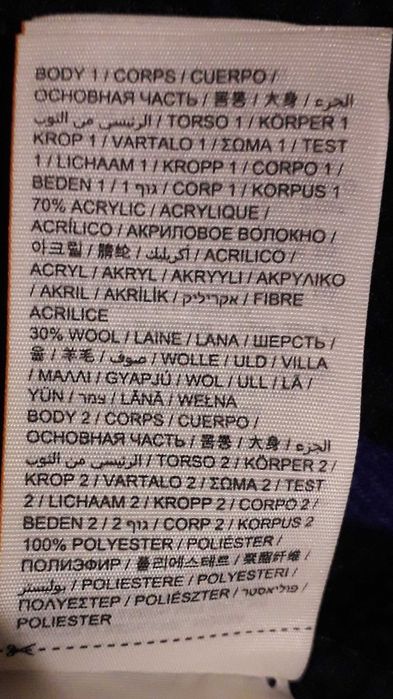 BODY 1 / CORPS / CUERPO /
ОСНОВНАЯ ЧАСТЬ / 몸통 / 大身 / الجزء
الرئيسي من الثوب / TORSO 1 / KÖRPER 1
KROP 1 / VARTALO 1 / ΣΩΜΑ 1 / TEST
1 / LICHAAM 1 / KROPP 1 / CORPO 1 /
BEDEN 1 / גוף 1 / CORP 1 / KORPUS 1
70% ACRYLIC / ACRYLIQUE /
ACRÍLICO / АКРИЛОВОЕ ВОЛОКНО /
아크릴 / 腈纶 / أكريليك / ACRILICO /
ACRYL / AKRYL / AKRYYLI / ΑΚΡΥΛΙΚΟ
/ AKRIL / AKRİLİK / אקריליק / FIBRE
ACRILICE
30% WOOL / LAINE / LANA / ШЕРСТЬ /
울 / 羊毛 / صوف / WOLLE / ULD / VILLA
/ ΜΑΛΛΙ / GYAPJÚ / WOL / ULL / LÃ /
YÜN / צמר / LÂNĂ / WEŁNA
BODY 2 / CORPS / CUERPO /
ОСНОВНАЯ ЧАСТЬ / 몸통 / 大身 / الجزء
الرئيسي من الثوب / TORSO 2 / KÖRPER 2 /
KROP 2 / VARTALO 2 / ΣΩΜΑ 2 / TEST
2 / LICHAAM 2 / KROPP 2 / CORPO 2 /
BEDEN 2 / גוף 2 / CORP 2 / KORPUS 2
100% POLYESTER / POLIÉSTER /
ПОЛИЭФИР / 폴리에스테르 / 聚酯纤维 /
بوليستر / POLIESTERE / POLYESTERI /
ΠΟΛΥΕΣΤΕΡ / POLIÉSZTER / פוליאסטר /
POLIESTER